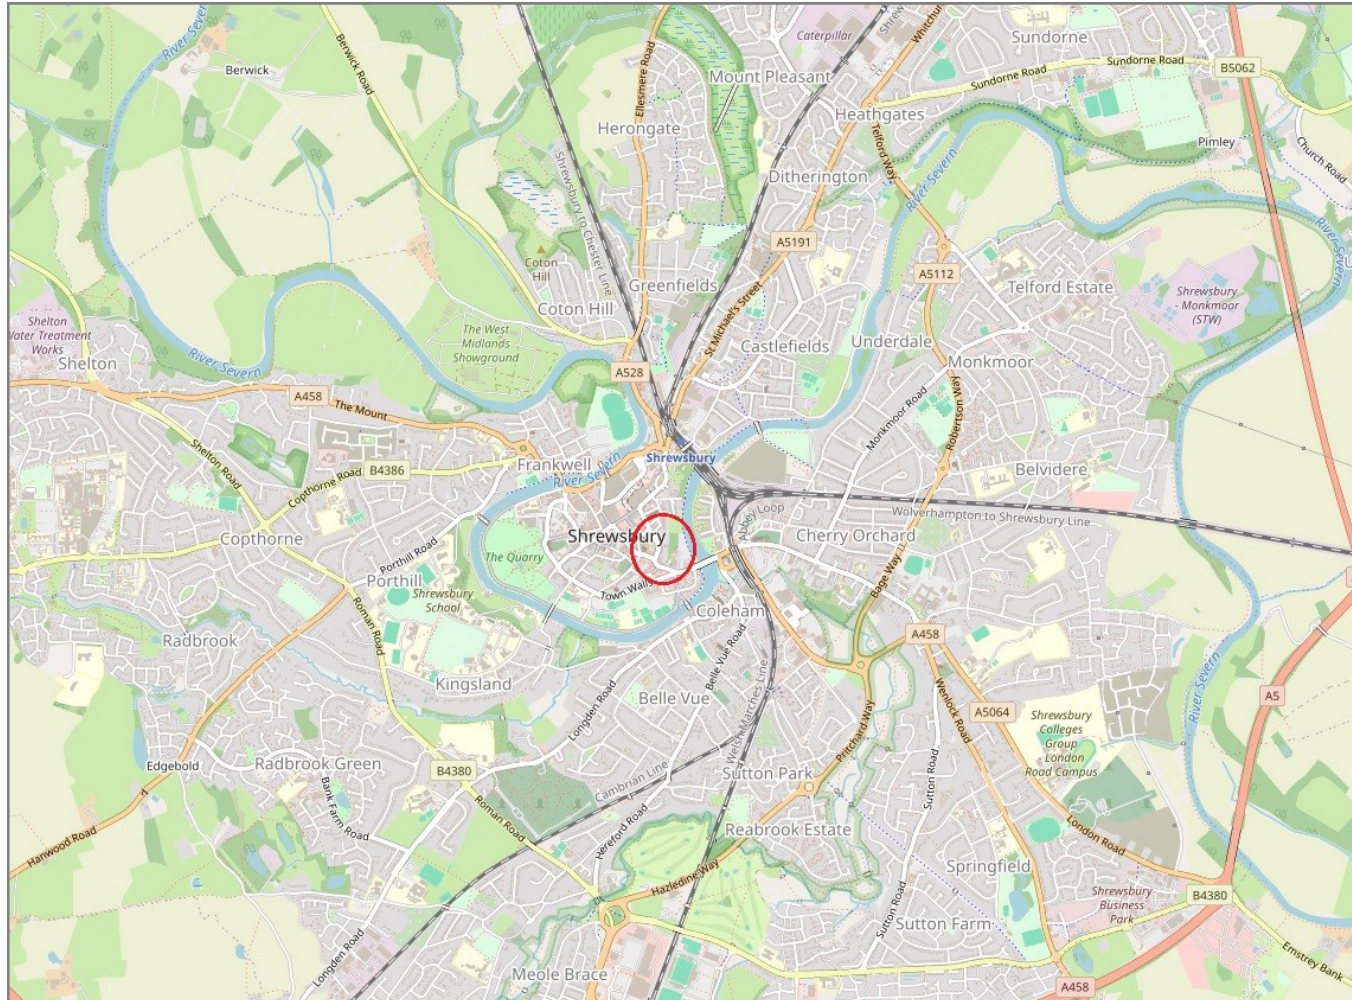 River Severn
Berwick
Berwick Road
Ellesmere Road
Caterpillar
Shrew
Whitchur
Sundorne
Sundorne Road
Sundorne Road
B5062
Mount Pleasant
Herongate
Heathgates
Telford Way
Pimley
Church Road
Ditherington
River Severn
River Severn
Shrewsbury to Chester Line
Coton
Hill
A5191
A5112
Greenfields
Coton Hill
Telford Estate
Shrewsbury
- Monkmoor
(STW)
Shelton
Water Treatment
Works
Shelton
The West
Midlands
Showground
St Michael's Street
Castlefields
Underdale
Monkmoor
River Severn
A528
A458
The Mount
Robertson Way
Monkmoor Road
Shelton Road
Copthorne Road
B4386
Frankwell
River Severn
Shrewsbury
Belvidere
Wolverhampton to Shrewsbury Line
Abbey Loop
Shrewsbury
Cherry Orchard
Copthorne
Porthill Road
The Quarry
Porthill
Shrewsbury
School
Town Walls
Coleham
Bage Way
Roman Road
Radbrook
A458
Kingsland
Belle Vue
Belle Vue Road
Longden Road
Welsh Matches Line
Pritchard Way
Wenlock Road
A5064
River Severn
A5
Shrewsbury
Colleges
Group
London
Road Campus
Edgebold
Radbrook Green
B4380
Cambrian Line
Sutton Park
Sutton Road
Bank Farm Road
Roman Road
Hereford Road
Reabrook Estate
London Road
Hanwood Road
Hazledine Way
Springfield
Shrewsbury
Business
Park
B4380
Sutton Road
Sutton Farm
Longden Road
Meole Brace
Emstrey Bank
A458